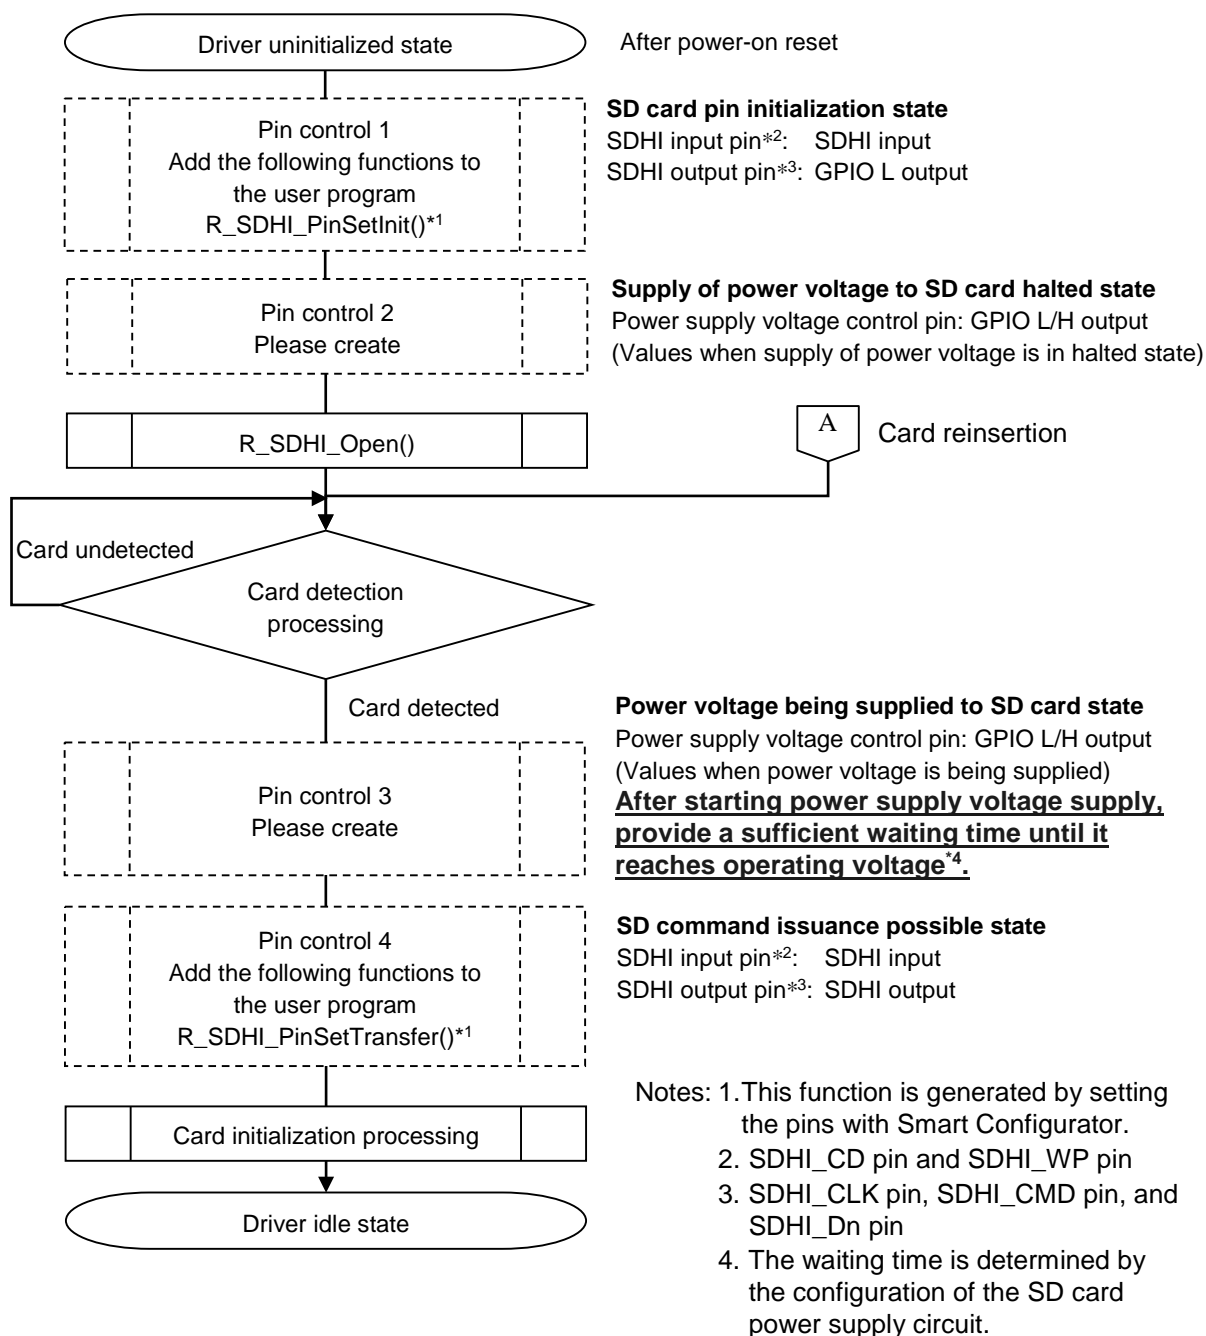 Driver uninitialized state
After power-on reset
Pin control 1
Add the following functions to
the user program
R_SDHI_PinSetInit()*1
SD card pin initialization state
SDHI input pin*2: SDHI input
SDHI output pin*3: GPIO L output
Pin control 2
Please create
Supply of power voltage to SD card halted state
Power supply voltage control pin: GPIO L/H output
(Values when supply of power voltage is in halted state)
R_SDHI_Open()
A
Card reinsertion
Card undetected
Card detection
processing
Card detected
Pin control 3
Please create
Power voltage being supplied to SD card state
Power supply voltage control pin: GPIO L/H output
(Values when power voltage is being supplied)
After starting power supply voltage supply,
provide a sufficient waiting time until it
reaches operating voltage*4.
Pin control 4
Add the following functions to
the user program
R_SDHI_PinSetTransfer()*1
SD command issuance possible state
SDHI input pin*2: SDHI input
SDHI output pin*3: SDHI output
Card initialization processing
Driver idle state
Notes: 1.This function is generated by setting
the pins with Smart Configurator.
2. SDHI_CD pin and SDHI_WP pin
3. SDHI_CLK pin, SDHI_CMD pin, and
SDHI_Dn pin
4. The waiting time is determined by
the configuration of the SD card
power supply circuit.